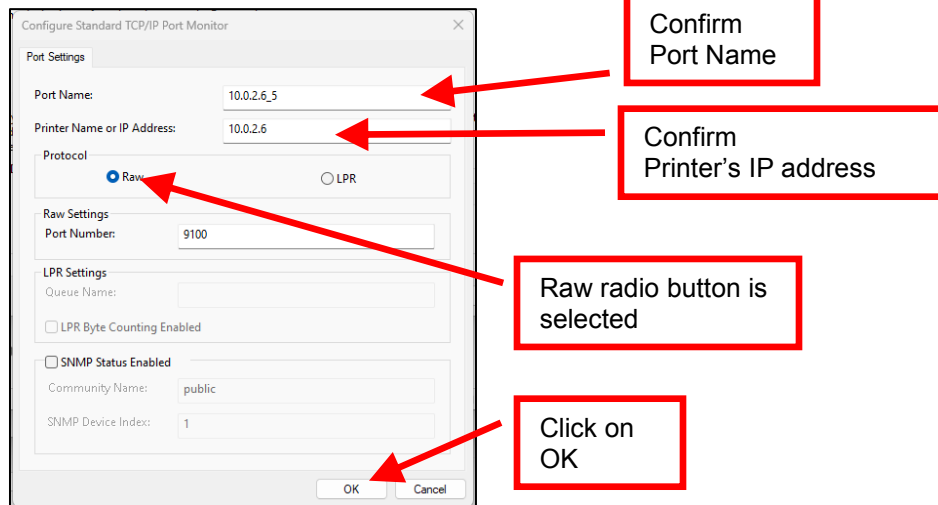 Configure Standard TCP/IP Port Monitor
Port Settings
Port Name:
10.0.2.6_5
Printer Name or IP Address:
10.0.2.6
Protocol
Raw
LPR
Raw Settings
Port Number:
9100
LPR Settings
Queue Name:
LPR Byte Counting Enabled
SNMP Status Enabled
Community Name:
public
SNMP Device Index:
1
OK
Cancel
Confirm
Port Name
Confirm
Printer’s IP address
Raw radio button is
selected
Click on
OK